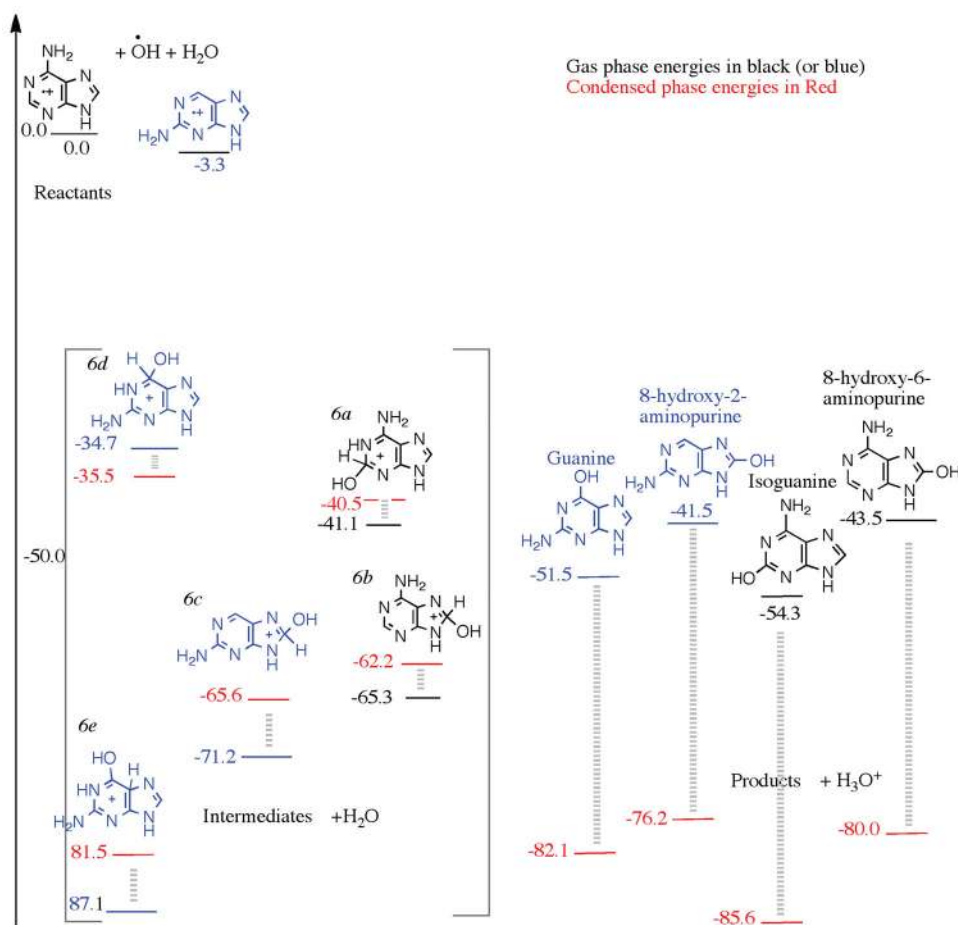 NH₂
+ •OH + H₂O
N
N
N
N
H
•+
0.0
0.0
N
N
H₂N
N
N
H
•+
-3.3
Reactants
Gas phase energies in black (or blue)
Condensed phase energies in Red
6d
H
OH
HN
N
H₂N
N
N
H
+
-34.7
-35.5
6a
NH₂
HN
N
H
HO
N
N
H
+
-40.5
-41.1
-50.0
6c
N
N
OH
H₂N
N
N
H
H
+
-65.6
-71.2
6b
NH₂
N
N
H
N
N
H
OH
+
-62.2
-65.3
6e
HO
H
HN
N
H₂N
N
N
H
+
81.5
87.1
Intermediates +H₂O
Guanine
OH
N
N
H₂N
N
N
H
-51.5
-82.1
8-hydroxy-2-
aminopurine
N
N
OH
H₂N
N
N
H
-41.5
-76.2
Isoguanine
NH₂
N
N
HO
N
N
H
-54.3
-85.6
8-hydroxy-6-
aminopurine
NH₂
N
N
OH
N
N
H
-43.5
-80.0
Products + H₃O⁺